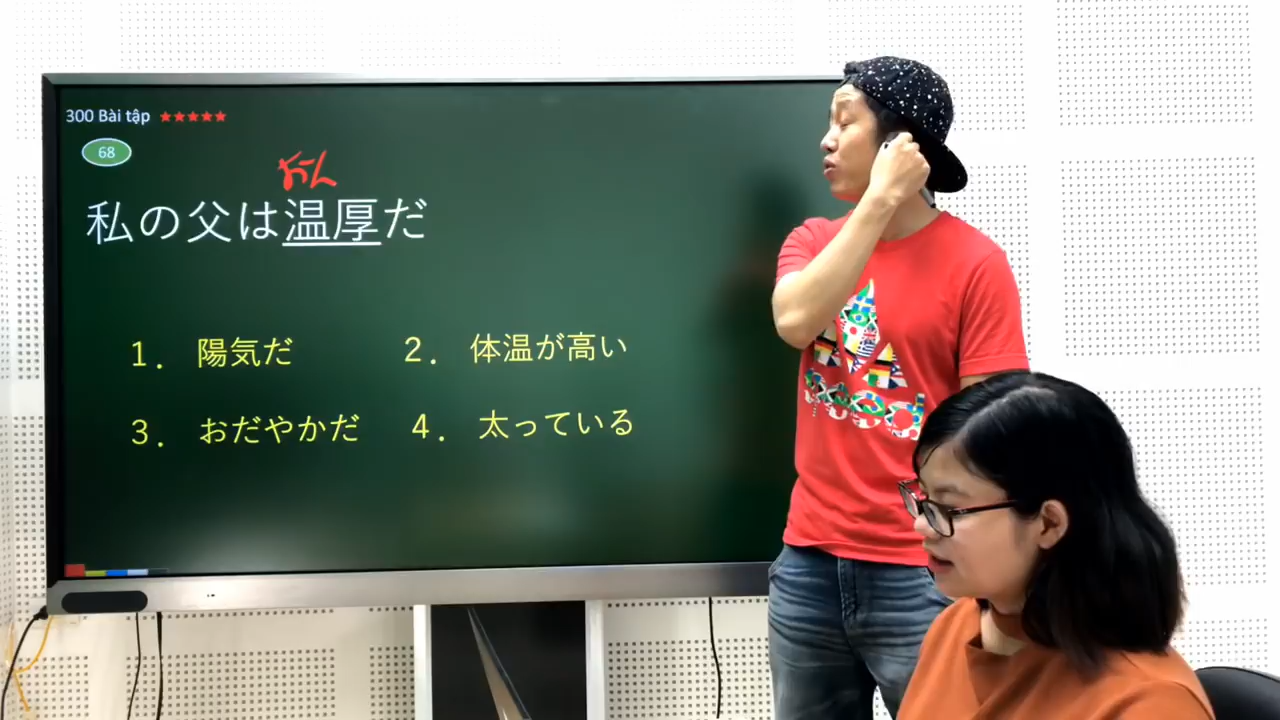 300 Bài tập ★★★★★
68
おん
私の父は温厚だ
1. 陽気だ
2. 体温が高い
3. おだやかだ
4. 太っている